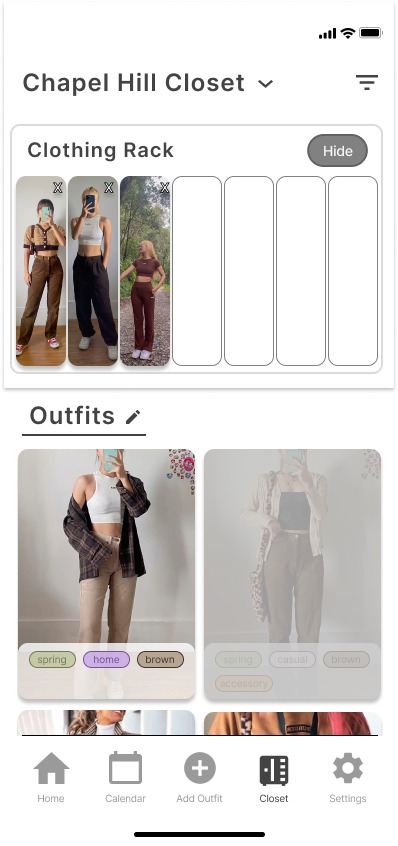 Chapel Hill Closet
Clothing Rack
Hide
X X X
Outfits
spring home brown
spring casual brown
accessory
Home Calendar Add Outfit Closet Settings